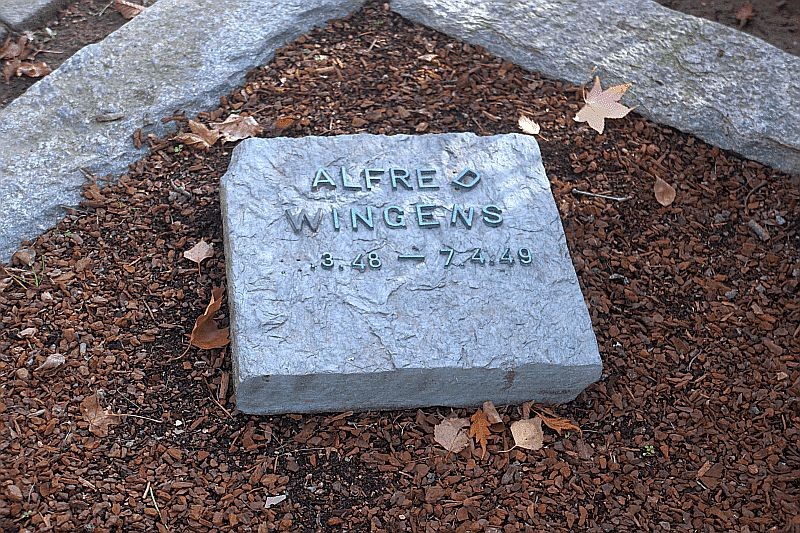 ALFRED
WINGENS
.3.48 — 7.4.49